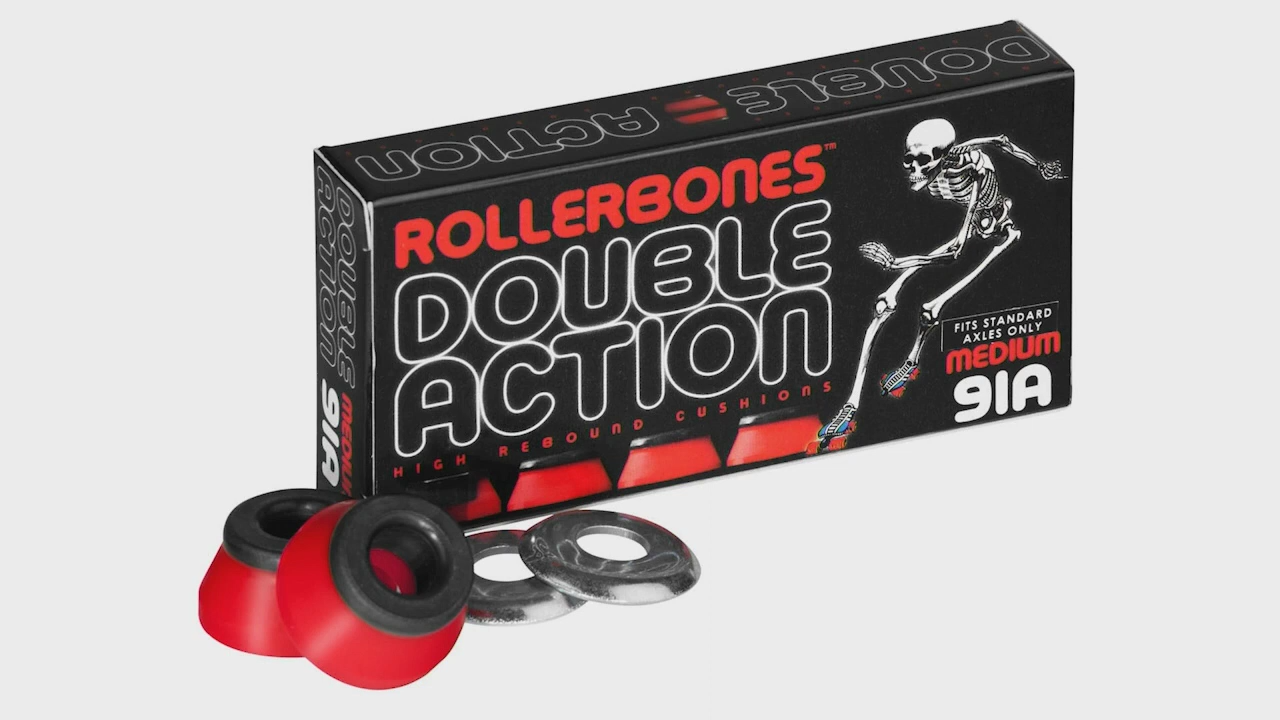 DOUBLE ACTION
ROLLERBONES™
DOUBLE
ACTION
HIGH REBOUND CUSHIONS
FITS STANDARD
AXLES ONLY
MEDIUM
91A
DOUBLE
ACTION
MEDIUM
91A